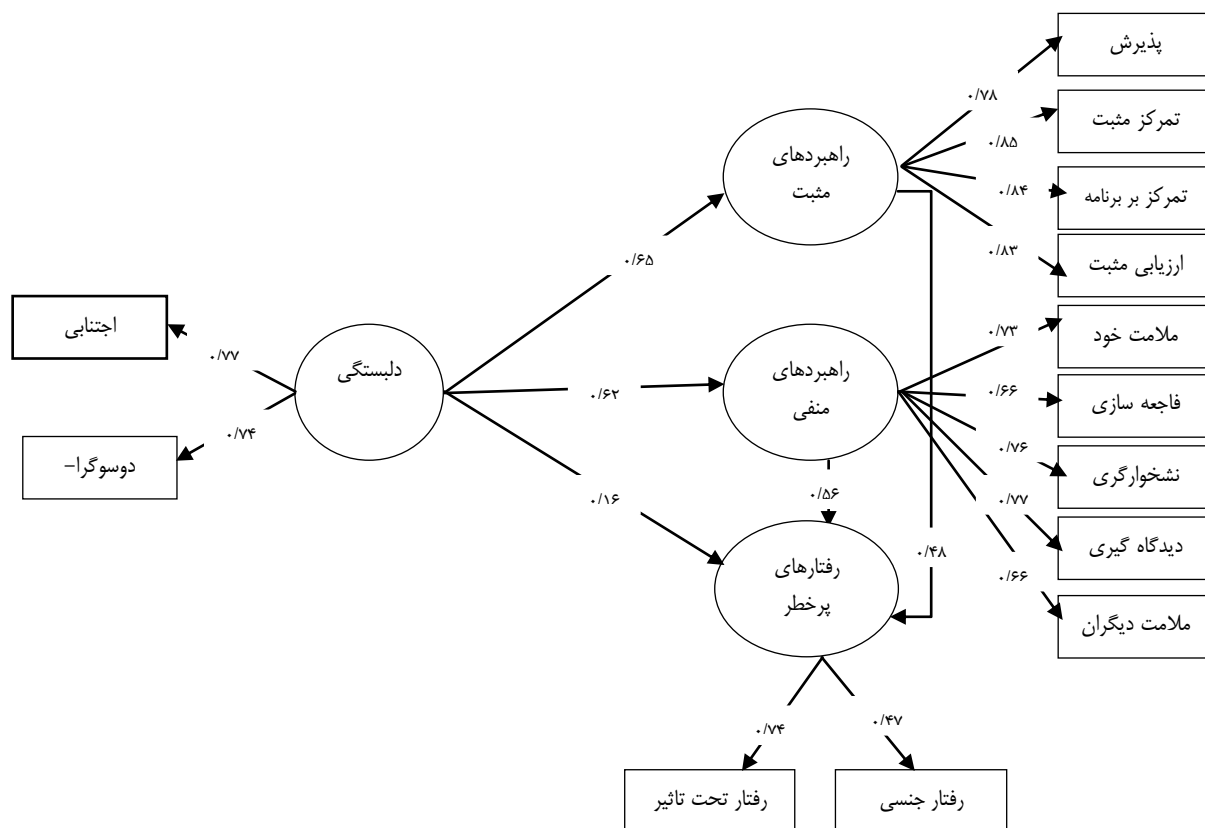 پذیرش
۰/۷۸
تمرکز مثبت
راهبردهای
مثبت
۰/۸۵
تمرکز بر برنامه
۰/۸۴
ارزیابی مثبت
۰/۸۳
۰/۶۵
اجتنابی
ملامت خود
۰/۷۳
۰/۷۷
دلبستگی
راهبردهای
منفی
۰/۶۲
فاجعه سازی
۰/۶۶
۰/۷۴
دوسوگرا-
نشخوارگری
۰/۷۶
۰/۱۶
۰/۵۶
۰/۷۷
دیدگاه گیری
۰/۴۸
رفتارهای
پرخطر
۰/۶۶
ملامت دیگران
۰/۷۴
۰/۴۷
رفتار جنسی
رفتار تحت تاثیر